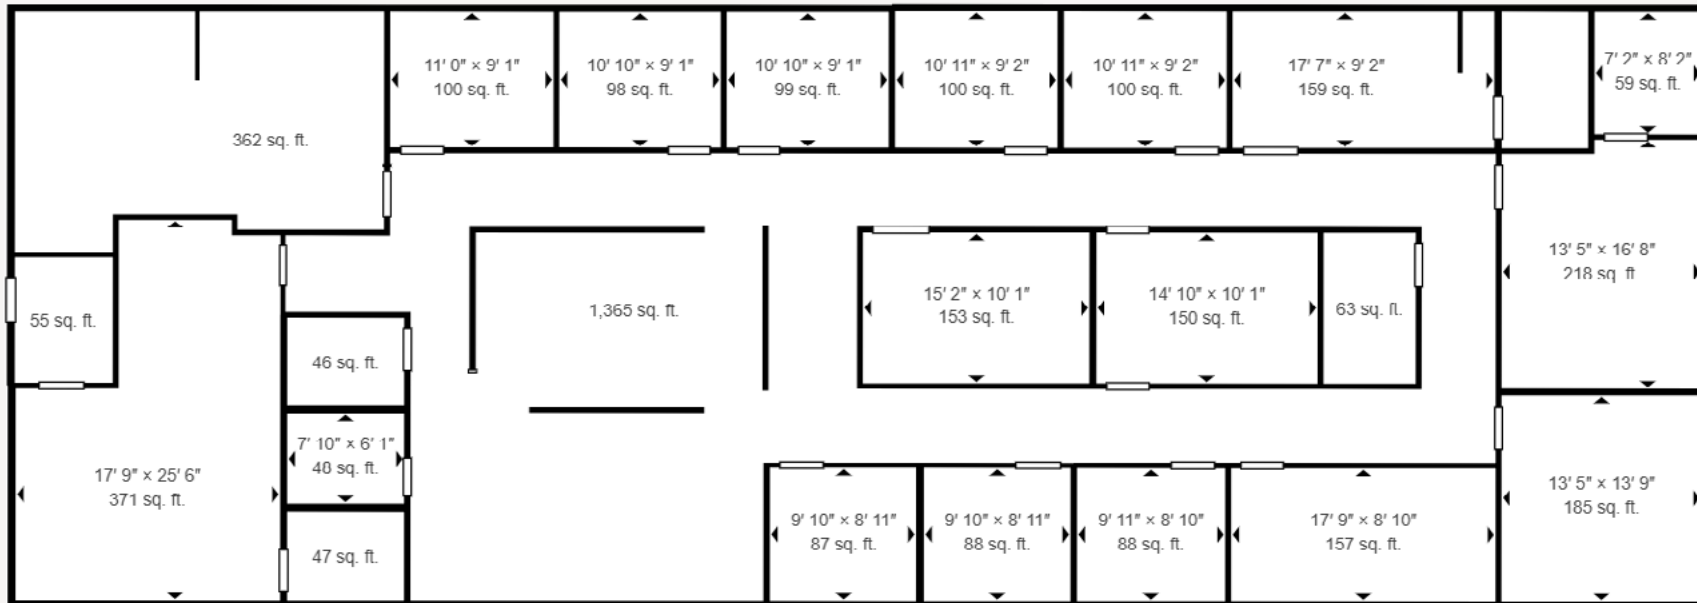 11' 0" × 9' 1"
100 sq. ft.
10' 10" × 9' 1"
98 sq. ft.
10' 10" × 9' 1"
99 sq. ft.
10' 11" × 9' 2"
100 sq. ft.
10' 11" × 9' 2"
100 sq. ft.
17' 7" × 9' 2"
159 sq. ft.
7' 2" × 8' 2"
59 sq. ft.
362 sq. ft.
13' 5" × 16' 8"
218 sq. ft
55 sq. ft.
1,365 sq. ft.
15' 2" × 10' 1"
153 sq. ft.
14' 10" × 10' 1"
150 sq. ft.
63 sq. ft.
46 sq. ft.
7' 10" × 6' 1"
48 sq. ft.
17' 9" × 25' 6"
371 sq. ft.
47 sq. ft.
9' 10" × 8' 11"
87 sq. ft.
9' 10" × 8' 11"
88 sq. ft.
9' 11" × 8' 10"
88 sq. ft.
17' 9" × 8' 10"
157 sq. ft.
13' 5" × 13' 9"
185 sq. ft.